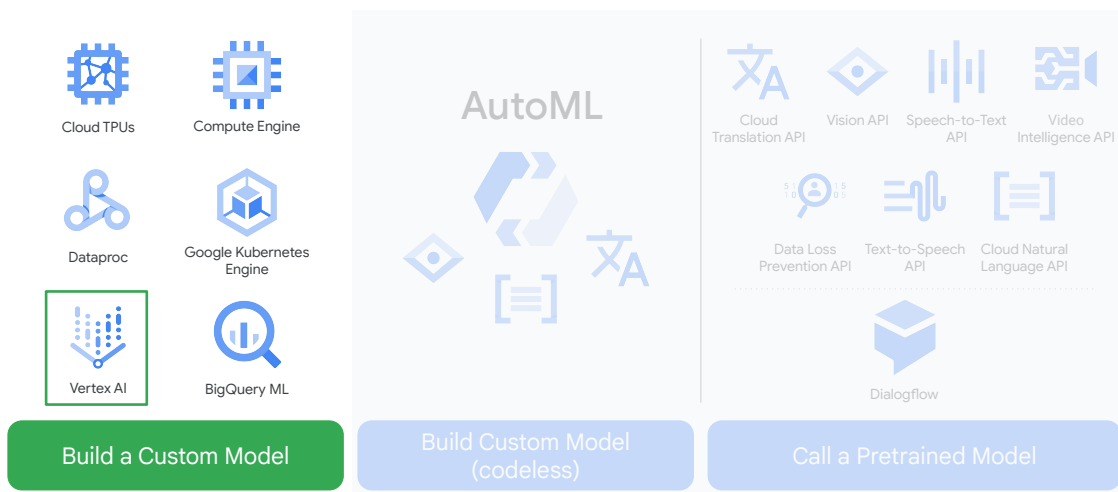 Cloud TPUs
Compute Engine
Dataproc
Google Kubernetes
Engine
Vertex AI
BigQuery ML
Build a Custom Model
AutoML
文A
Build Custom Model
(codeless)
Cloud
Translation API
Vision API
Speech-to-Text
API
Video
Intelligence API
Data Loss
Prevention API
Text-to-Speech
API
Cloud Natural
Language API
Dialogflow
Call a Pretrained Model